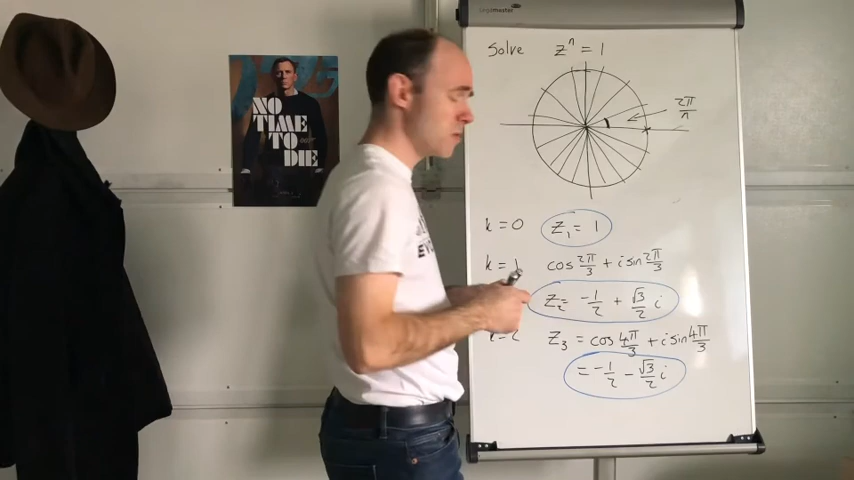 NO
TIME
TO
DIE
Solve zⁿ = 1
2π/n
k = 0 z₁ = 1
k = 1 cos 2π/3 + i sin 2π/3
z₂ = -1/2 + √3/2 i
z₃ = cos 4π/3 + i sin 4π/3
= -1/2 - √3/2 i